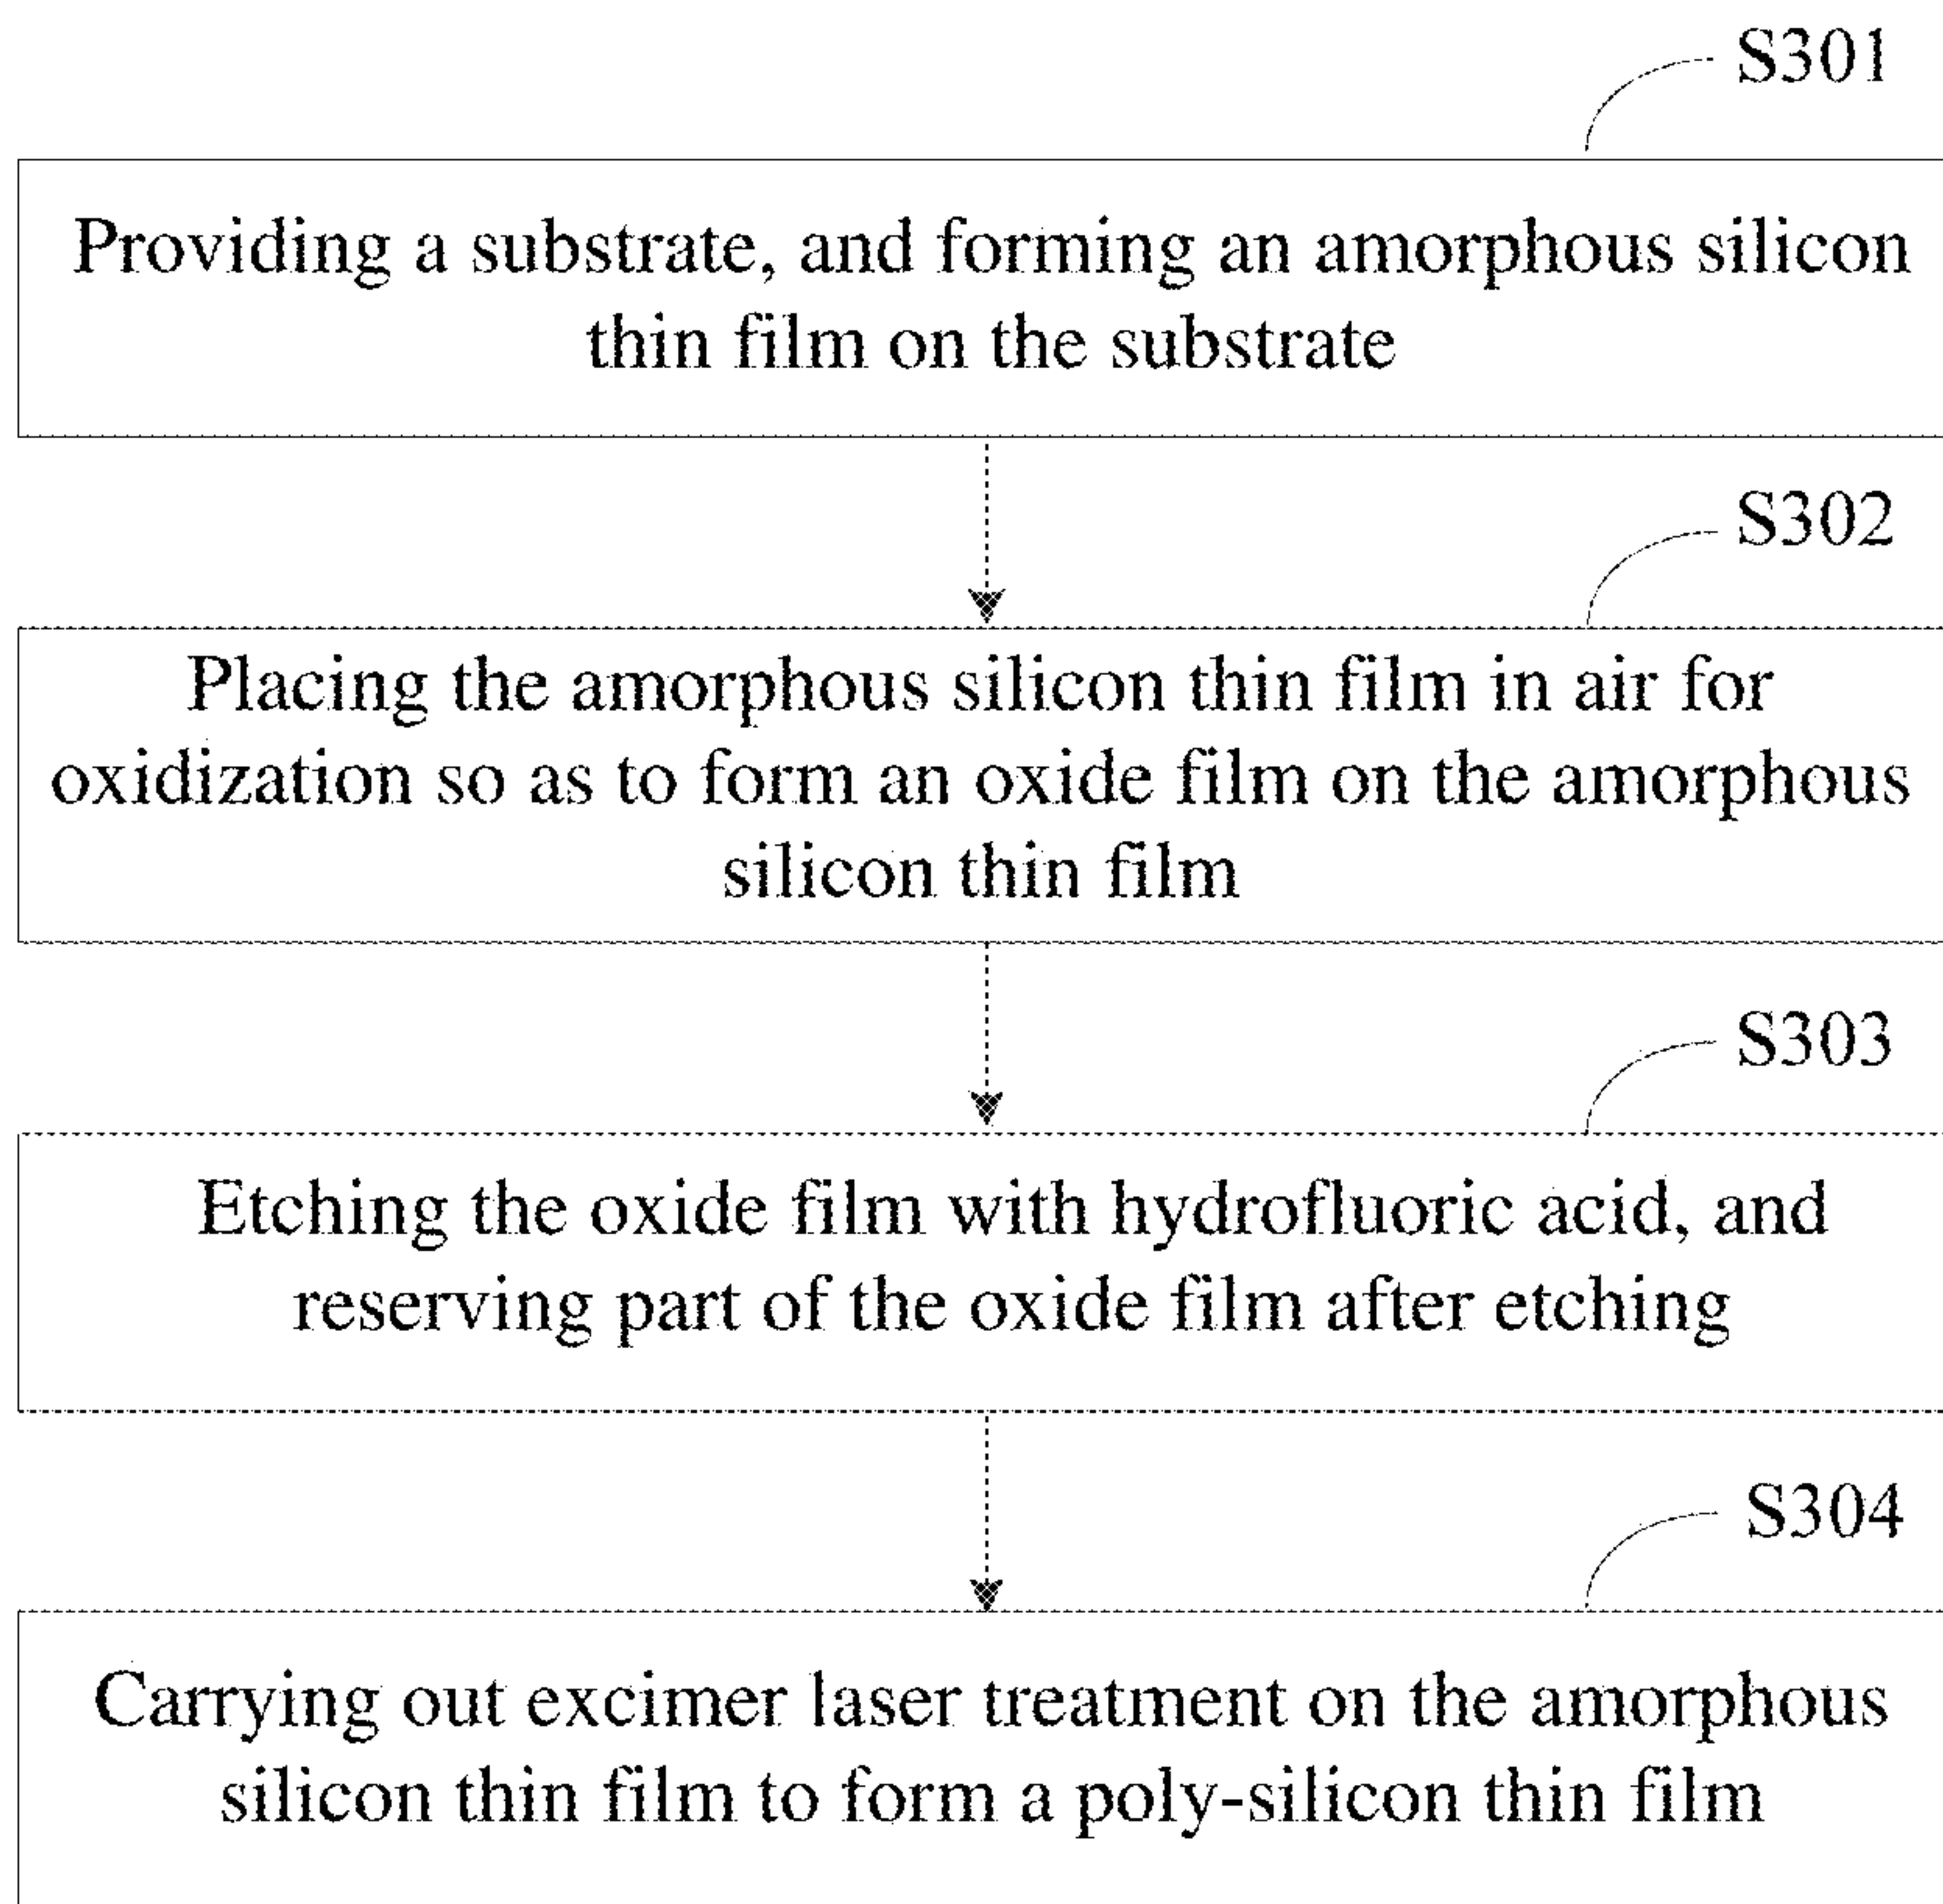 S301
Providing a substrate, and forming an amorphous silicon
thin film on the substrate
S302
Placing the amorphous silicon thin film in air for
oxidization so as to form an oxide film on the amorphous
silicon thin film
S303
Etching the oxide film with hydrofluoric acid, and
reserving part of the oxide film after etching
S304
Carrying out excimer laser treatment on the amorphous
silicon thin film to form a poly-silicon thin film